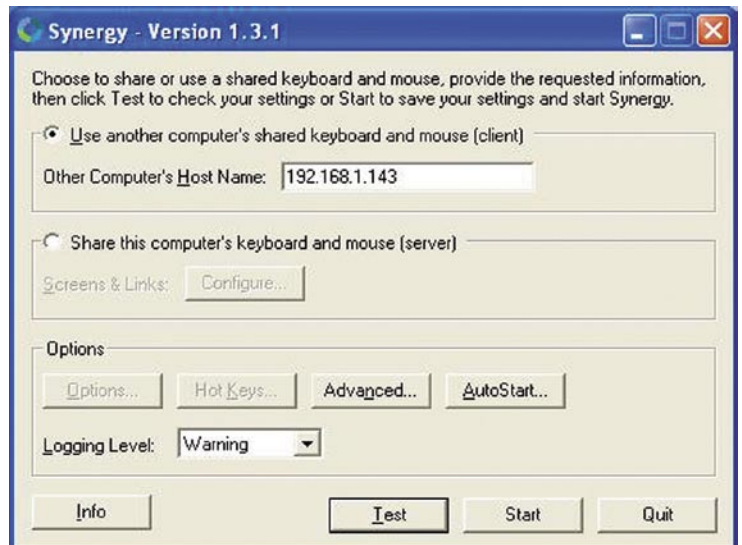 Synergy - Version 1.3.1
Choose to share or use a shared keyboard and mouse, provide the requested information,
then click Test to check your settings or Start to save your settings and start Synergy.
Use another computer's shared keyboard and mouse (client)
Other Computer's Host Name: 192.168.1.143
Share this computer's keyboard and mouse (server)
Screens & Links: Configure...
Options
Options... Hot Keys... Advanced... AutoStart...
Logging Level: Warning
Info Test Start Quit